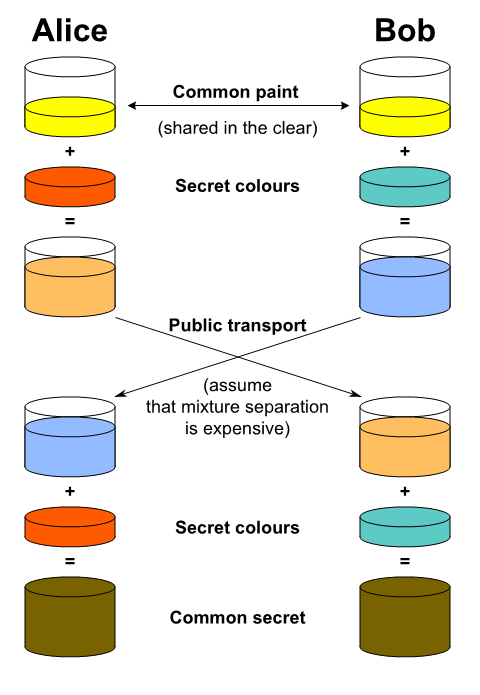 Alice
Bob
Common paint
(shared in the clear)
+
+
Secret colours
=
=
Public transport
(assume
that mixture separation
is expensive)
+
+
Secret colours
=
=
Common secret